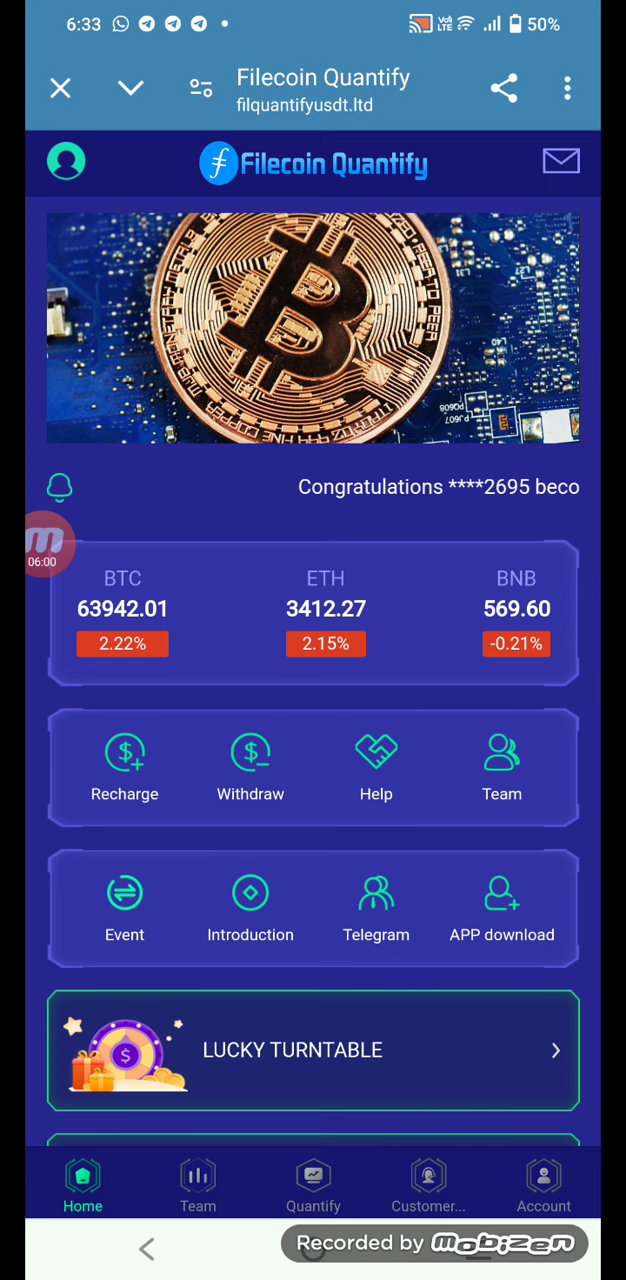 6:33
VoI) LTE 50%
Filecoin Quantify
filquantifyusdt.ltd
Filecoin Quantify
Congratulations ****2695 beco
06:00
BTC ETH BNB
63942.01 3412.27 569.60
2.22% 2.15% -0.21%
Recharge Withdraw Help Team
Event Introduction Telegram APP download
LUCKY TURNTABLE
Home Team Quantify Customer... Account
Recorded by mobizen